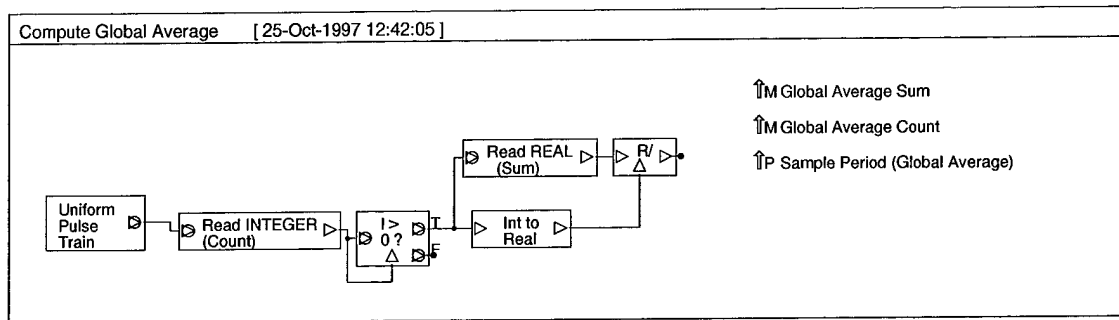 Compute Global Average [ 25-Oct-1997 12:42:05 ]
⇑M Global Average Sum
⇑M Global Average Count
⇑P Sample Period (Global Average)
Read REAL
(Sum)
R/
Uniform
Pulse
Train
Read INTEGER
(Count)
I >
0 ?
T
F
Int to
Real